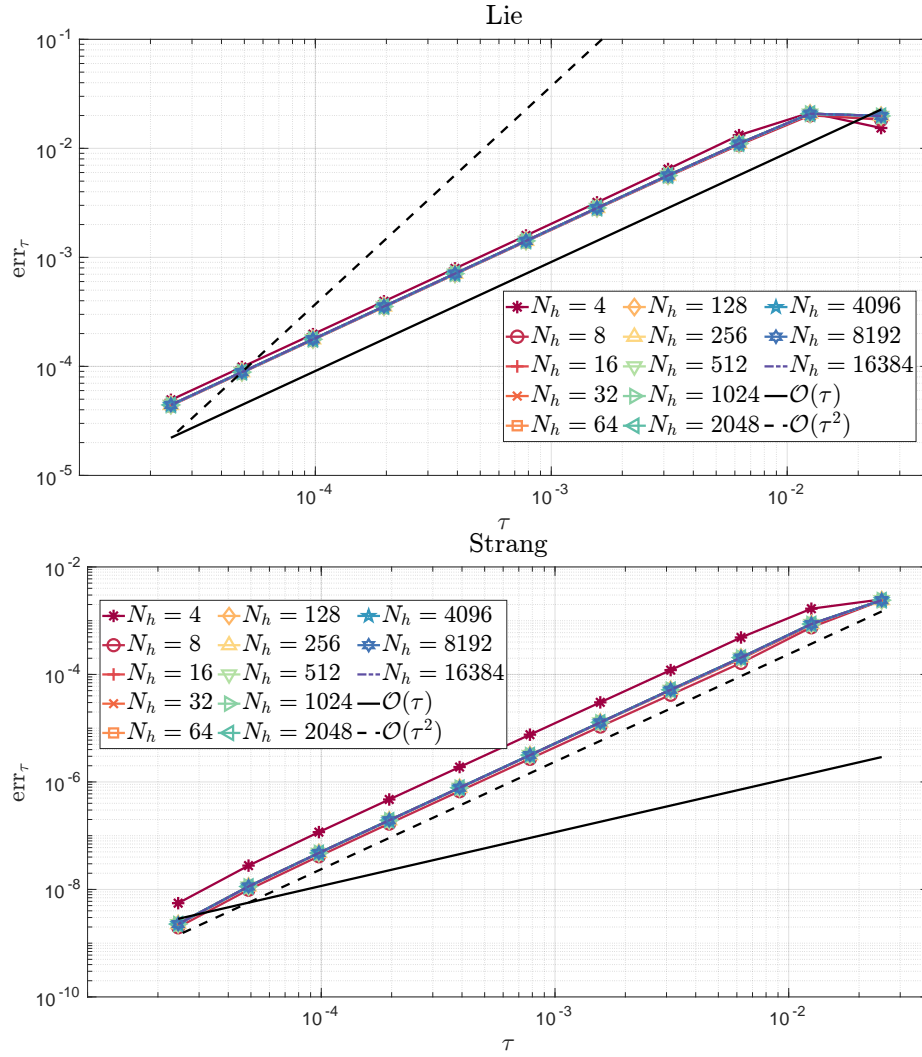 Lie
10^{-1}
10^{-2}
10^{-3}
10^{-4}
10^{-5}
err_τ
N_h = 4 N_h = 128 N_h = 4096
N_h = 8 N_h = 256 N_h = 8192
N_h = 16 N_h = 512 N_h = 16384
N_h = 32 N_h = 1024 O(τ)
N_h = 64 N_h = 2048 O(τ^2)
10^{-4} 10^{-3} 10^{-2}
τ
Strang
10^{-2}
10^{-4}
10^{-6}
10^{-8}
10^{-10}
err_τ
N_h = 4 N_h = 128 N_h = 4096
N_h = 8 N_h = 256 N_h = 8192
N_h = 16 N_h = 512 N_h = 16384
N_h = 32 N_h = 1024 O(τ)
N_h = 64 N_h = 2048 O(τ^2)
10^{-4} 10^{-3} 10^{-2}
τ